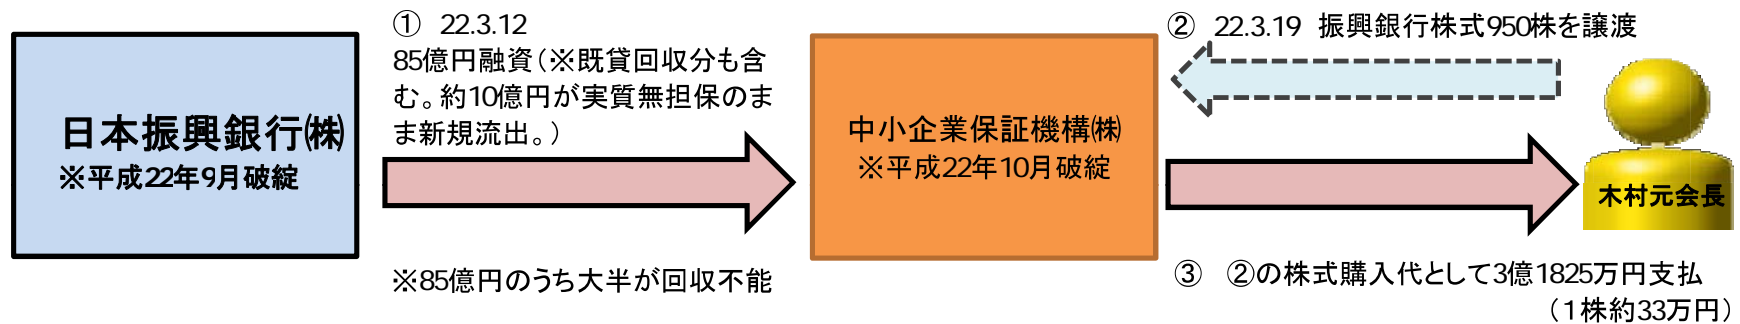 日本振興銀行㈱
※平成22年9月破綻
① 22.3.12
85億円融資(※既貸回収分も含
む。約10億円が実質無担保のま
ま新規流出。)
※85億円のうち大半が回収不能
中小企業保証機構㈱
※平成22年10月破綻
② 22.3.19 振興銀行株式950株を譲渡
木村元会長
③ ②の株式購入代として3億1825万円支払
(1株約33万円)